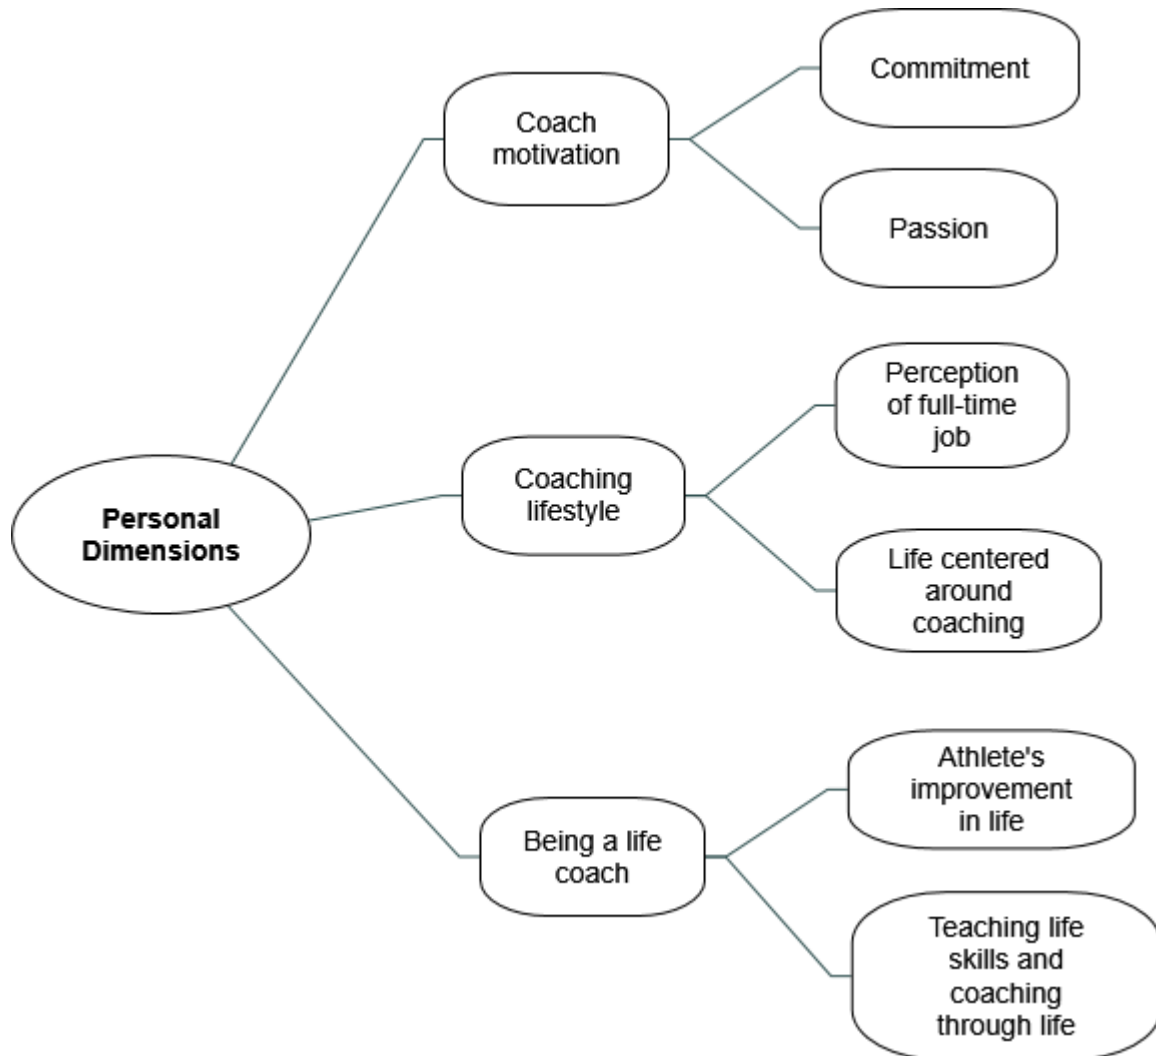 Personal
Dimensions
Coach
motivation
Commitment
Passion
Coaching
lifestyle
Perception
of full-time
job
Life centered
around
coaching
Being a life
coach
Athlete's
improvement
in life
Teaching life
skills and
coaching
through life